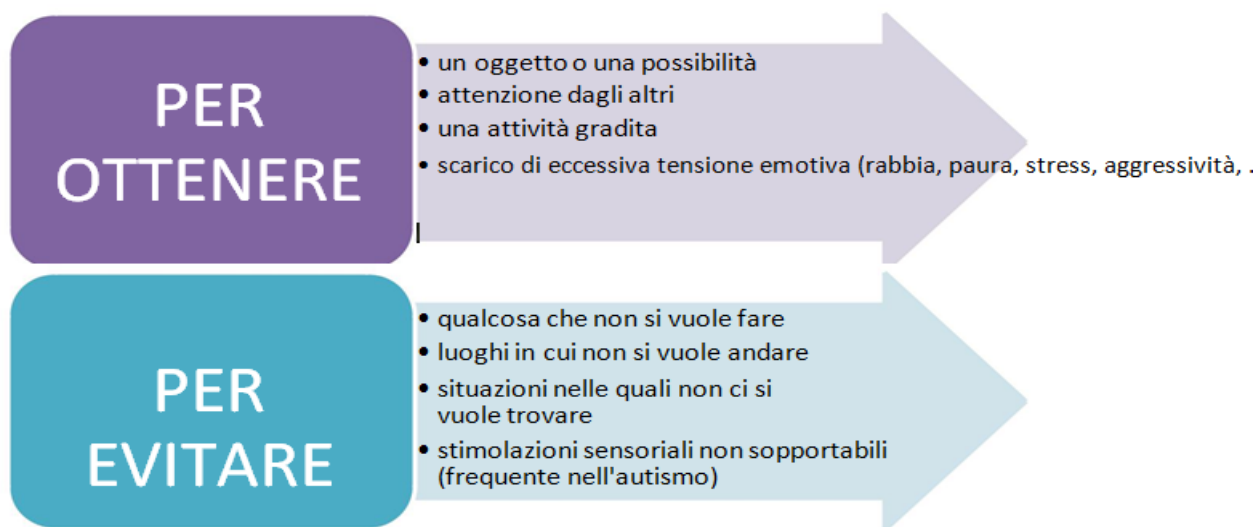 PER
OTTENERE
• un oggetto o una possibilità
• attenzione dagli altri
• una attività gradita
• scarico di eccessiva tensione emotiva (rabbia, paura, stress, aggressività, .
PER
EVITARE
• qualcosa che non si vuole fare
• luoghi in cui non si vuole andare
• situazioni nelle quali non ci si
vuole trovare
• stimolazioni sensoriali non sopportabili
(frequente nell'autismo)